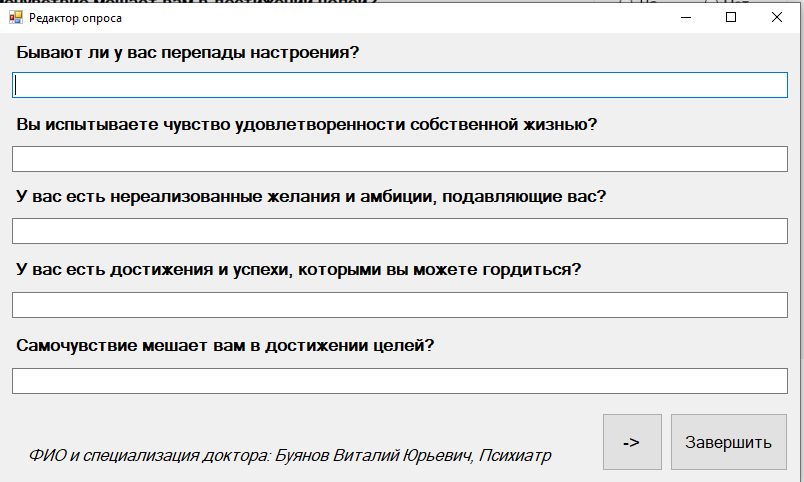 Редактор опроса
Бывают ли у вас перепады настроения?
Вы испытываете чувство удовлетворенности собственной жизнью?
У вас есть нереализованные желания и амбиции, подавляющие вас?
У вас есть достижения и успехи, которыми вы можете гордиться?
Самочувствие мешает вам в достижении целей?
->
Завершить
ФИО и специализация доктора: Буянов Виталий Юрьевич, Психиатр